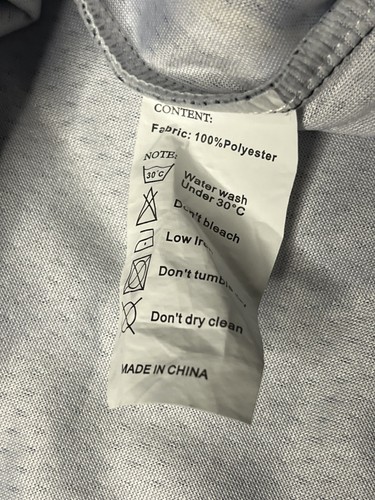 CONTENT:
Fabric: 100%Polyester
NOTE:
30°C
Water wash
Under 30°C
Don't bleach
Low Iron
Don't tumble
Don't dry clean
MADE IN CHINA